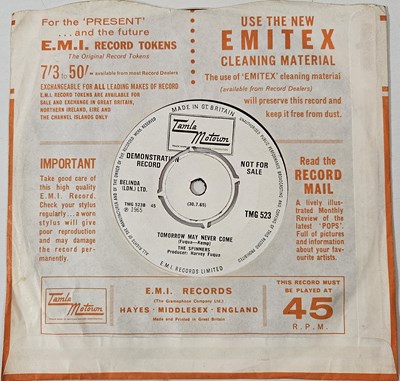 For the 'PRESENT'
. . . and the future
E.M.I. RECORD TOKENS
The Original Record Tokens
7/3 to 50/- available from most Record Dealers
EXCHANGEABLE FOR ALL LEADING MAKES OF RECORD
E.M.I. RECORD TOKENS ARE AVAILABLE FOR
SALE AND EXCHANGE IN GREAT BRITAIN,
NORTHERN IRELAND, EIRE AND
THE CHANNEL ISLANDS ONLY
USE THE NEW
EMITEX
CLEANING MATERIAL
The use of 'EMITEX' cleaning material
(available from Record Dealers)
will preserve this record and
keep it free from dust.
IMPORTANT
Take good care of
this high quality
E.M.I. Record.
Check your stylus
regularly . . . a worn
stylus will give
poor reproduction
and may damage
the record perma-
nently.
MADE IN GT. BRITAIN
Tamla
Motown
DEMONSTRATION
RECORD
NOT FOR
SALE
BELINDA
(LDN.) LTD.
(30.7.65)
TMG 523B 45
℗ 1965
TMG 523
TOMORROW MAY NEVER COME
(Fuqua—Kemp)
THE SPINNERS
Producer: Harvey Fuqua
E.M.I. RECORDS LIMITED
Read the
RECORD
MAIL
A lively illust-
rated Monthly
Review of the
latest 'POPS'.
Full of pictures
and information
about your fav-
ourite artists.
Tamla
Motown
E.M.I. RECORDS
(The Gramophone Company Ltd.)
HAYES · MIDDLESEX · ENGLAND
Made and Printed in Great Britain
THIS RECORD MUST
BE PLAYED AT
45
R.P.M.